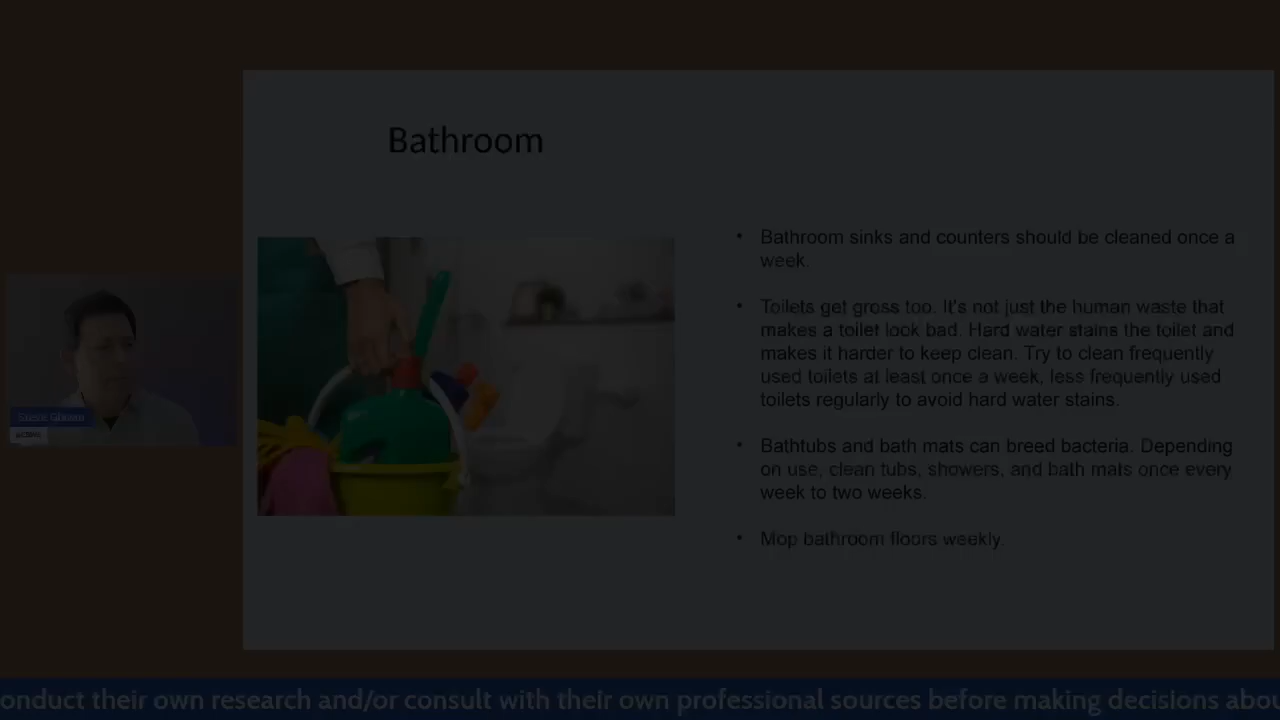 Bathroom
Bathroom sinks and counters should be cleaned once a
week.
Toilets get gross too. It's not just the human waste that
makes a toilet look bad. Hard water stains the toilet and
makes it harder to keep clean. Try to clean frequently
used toilets at least once a week, less frequently used
toilets regularly to avoid hard water stains.
Bathtubs and bath mats can breed bacteria. Depending
on use, clean tubs, showers, and bath mats once every
week to two weeks.
Mop bathroom floors weekly.
Steve
onduct their own research and/or consult with their own professional sources before making decisions abou